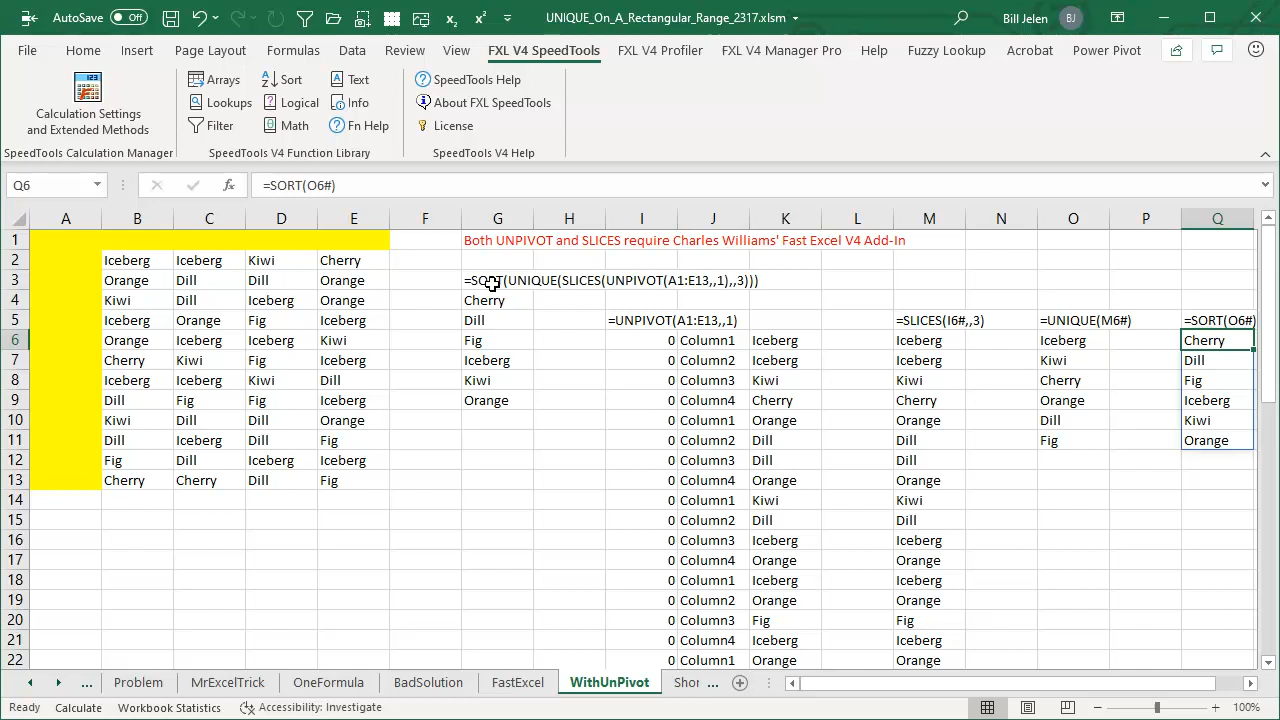 AutoSave Off UNIQUE_On_A_Rectangular_Range_2317.xlsm Bill Jelen BJ
File Home Insert Page Layout Formulas Data Review View FXL V4 SpeedTools FXL V4 Profiler FXL V4 Manager Pro Help Fuzzy Lookup Acrobat Power Pivot
Calculation Settings
and Extended Methods
SpeedTools Calculation Manager
Arrays Sort Text
Lookups Logical Info
Filter Math Fn Help
SpeedTools V4 Function Library
SpeedTools Help
About FXL SpeedTools
License
SpeedTools V4 Help
Q6 fx =SORT(O6#)
A B C D E F G H I J K L M N O P Q
1 Both UNPIVOT and SLICES require Charles Williams' Fast Excel V4 Add-In
2 Iceberg Iceberg Kiwi Cherry
3 Orange Dill Dill Orange =SORT(UNIQUE(SLICES(UNPIVOT(A1:E13,,1),,3)))
4 Kiwi Dill Iceberg Orange Cherry
5 Iceberg Orange Fig Iceberg Dill =UNPIVOT(A1:E13,,1) =SLICES(I6#,,3) =UNIQUE(M6#) =SORT(O6#)
6 Orange Iceberg Iceberg Kiwi Fig 0 Column1 Iceberg Iceberg Iceberg Cherry
7 Cherry Kiwi Fig Iceberg Iceberg 0 Column2 Iceberg Iceberg Kiwi Dill
8 Iceberg Iceberg Kiwi Dill Kiwi 0 Column3 Kiwi Kiwi Cherry Fig
9 Dill Fig Fig Iceberg Orange 0 Column4 Cherry Cherry Orange Iceberg
10 Kiwi Dill Dill Orange 0 Column1 Orange Orange Dill Kiwi
11 Dill Iceberg Dill Fig 0 Column2 Dill Dill Fig Orange
12 Fig Dill Iceberg Iceberg 0 Column3 Dill Dill
13 Cherry Cherry Dill Fig 0 Column4 Orange Orange
14 0 Column1 Kiwi Kiwi
15 0 Column2 Dill Dill
16 0 Column3 Iceberg Iceberg
17 0 Column4 Orange Orange
18 0 Column1 Iceberg Iceberg
19 0 Column2 Orange Orange
20 0 Column3 Fig Fig
21 0 Column4 Iceberg Iceberg
22 0 Column1 Orange Orange
... Problem MrExcelTrick OneFormula BadSolution FastExcel WithUnPivot Shor ...
Ready Calculate Workbook Statistics Accessibility: Investigate 100%